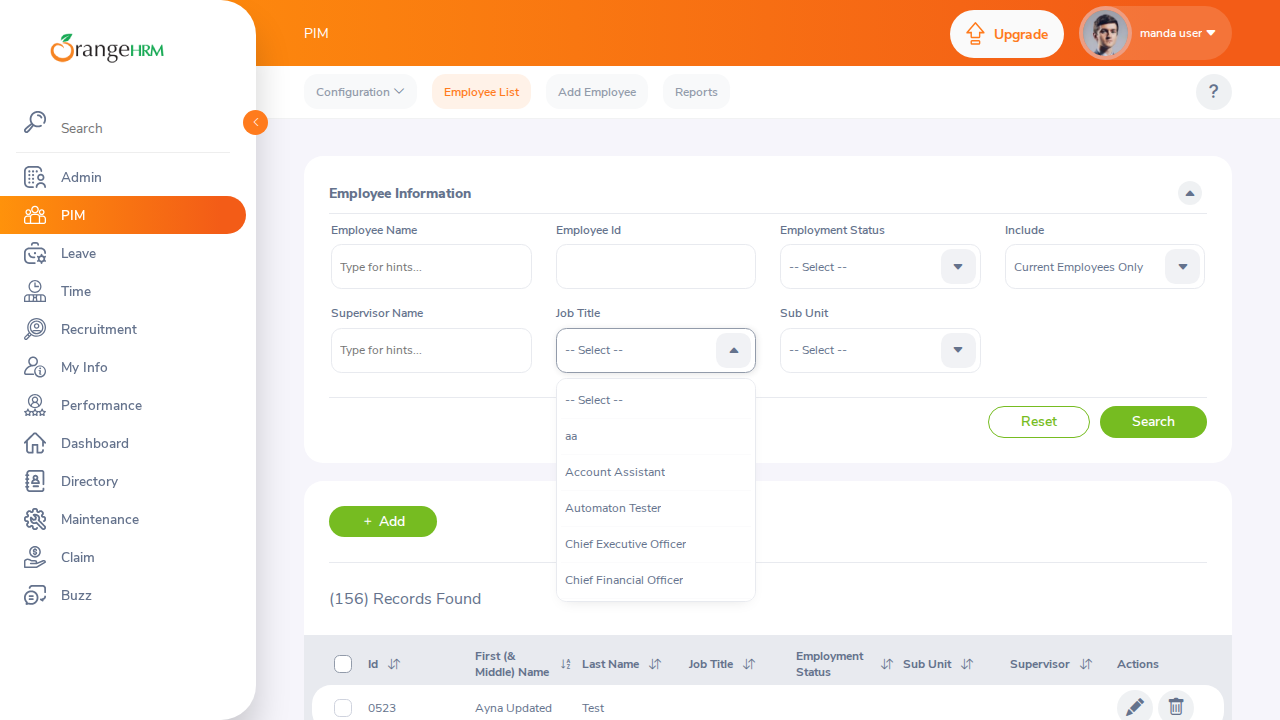 OrangeHRM
PIM
Upgrade
manda user
Configuration
Employee List
Add Employee
Reports
?
Search
Admin
PIM
Leave
Time
Recruitment
My Info
Performance
Dashboard
Directory
Maintenance
Claim
Buzz
Employee Information
Employee Name
Employee Id
Employment Status
Include
Type for hints...
-- Select --
Current Employees Only
Supervisor Name
Job Title
Sub Unit
Type for hints...
-- Select --
-- Select --
-- Select --
aa
Account Assistant
Automaton Tester
Chief Executive Officer
Chief Financial Officer
Reset
Search
+ Add
(156) Records Found
Id
First (& Middle) Name
Last Name
Job Title
Employment Status
Sub Unit
Supervisor
Actions
0523
Ayna Updated
Test